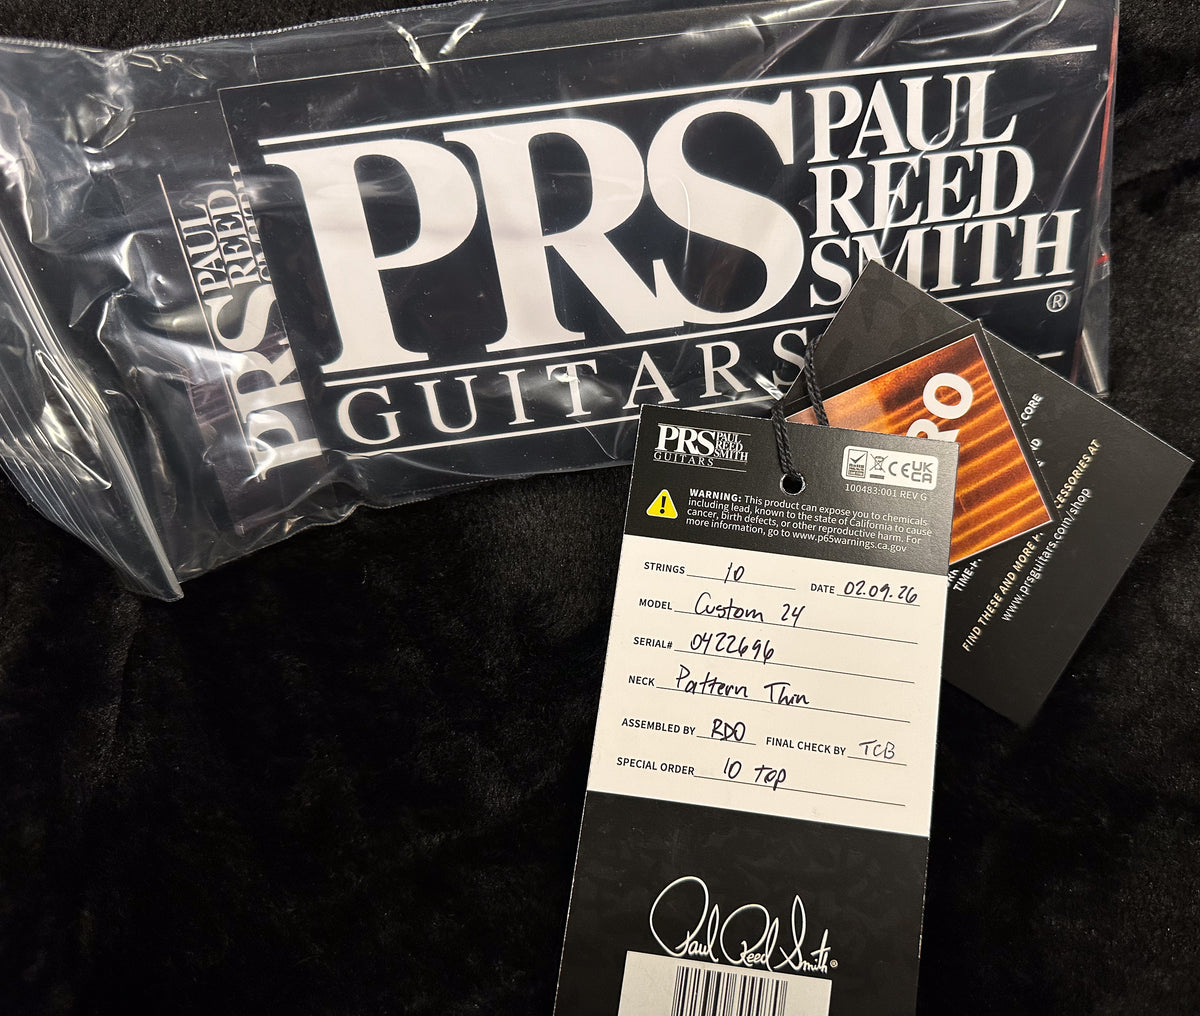 PRS PAUL
REED
SMITH
GUITARS
®
PRS PAUL
REED
PRS PAUL
REED
SMITH
GUITARS
UK
CA
100483:001 REV G
WARNING: This product can expose you to chemicals
including lead, known to the state of California to cause
cancer, birth defects, or other reproductive harm. For
more information, go to www.p65warnings.ca.gov
STRINGS 10 DATE 02.09.26
MODEL Custom 24
SERIAL# 0422696
NECK Pattern Thin
ASSEMBLED BY RDO FINAL CHECK BY TCB
SPECIAL ORDER 10 TOP
Paul Reed Smith®
CORE
FIND THESE AND MORE
www.prsguitars.com/shop